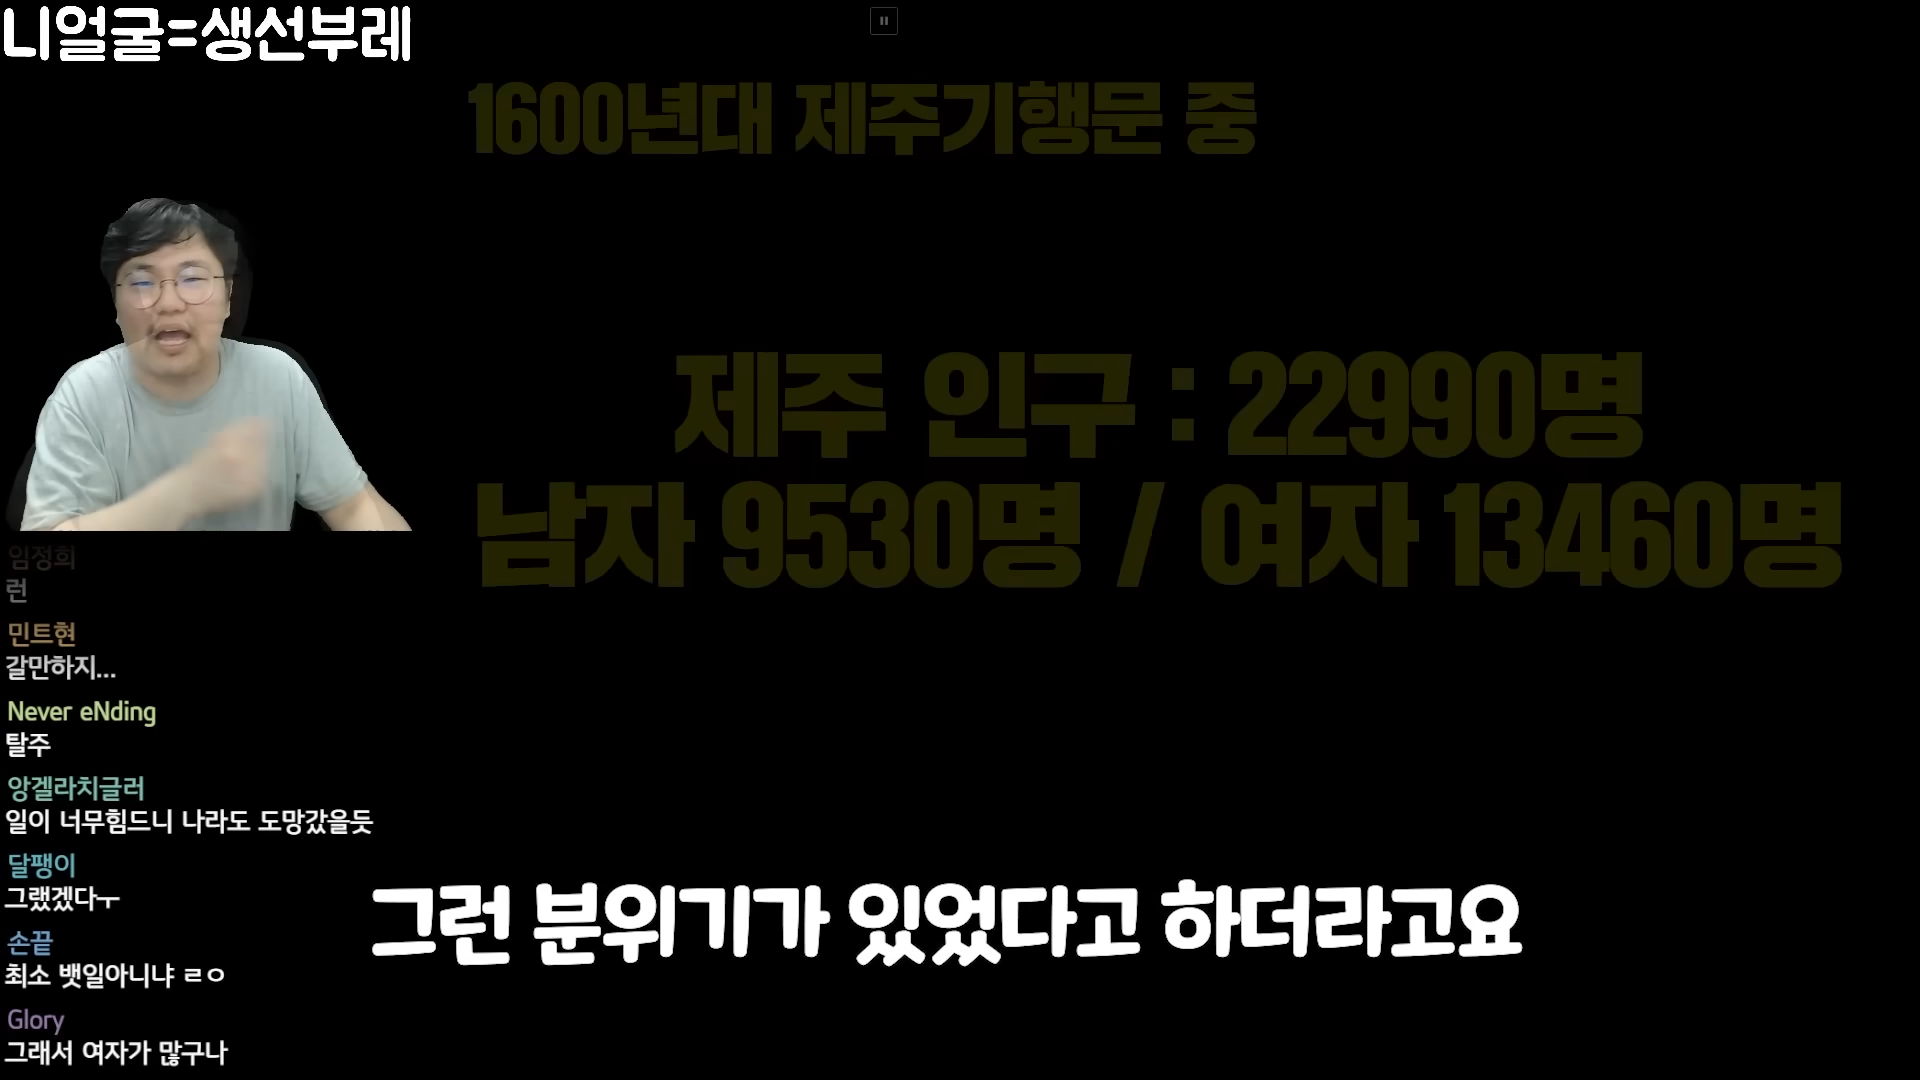 니얼굴=생선부레
1600년대 제주기행문 중
제주 인구 : 22990명
남자 9530명 / 여자 13460명
임정희
런
민트현
갈만하지...
Never eNding
탈주
앙겔라치글러
일이 너무힘드니 나라도 도망갔을듯
달팽이
그랬겠다ㅜ
손끝
최소 뱃일아니냐 ㄹㅇ
Glory
그래서 여자가 많구나
그런 분위기가 있었다고 하더라고요